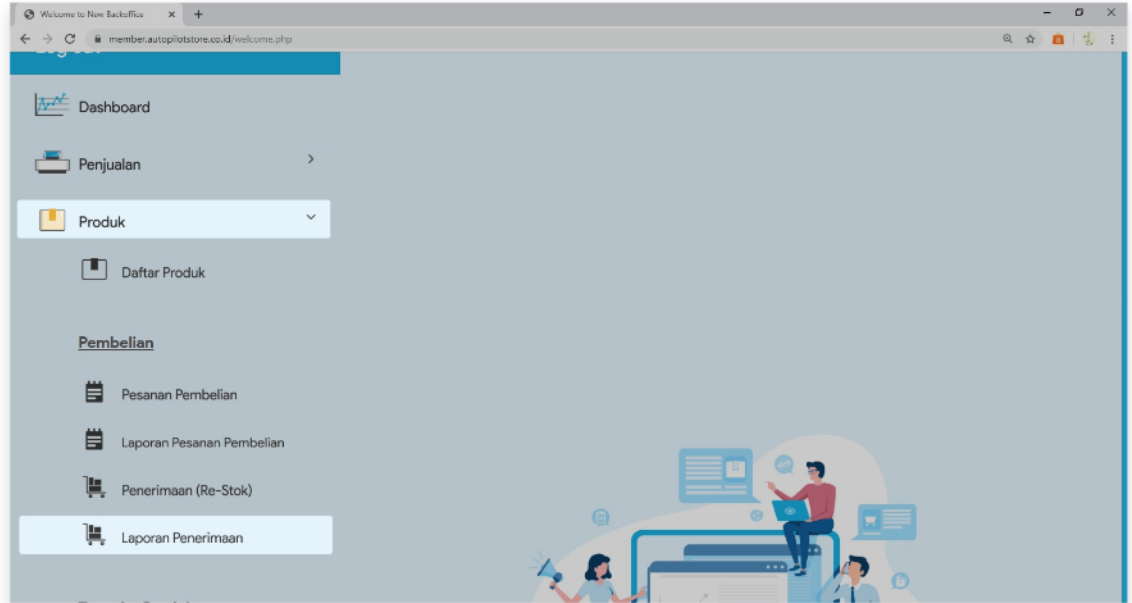 Welcome to New Backoffice
member.autopilotstore.co.id/welcome.php
Dashboard
Penjualan
Produk
Daftar Produk
Pembelian
Pesanan Pembelian
Laporan Pesanan Pembelian
Penerimaan (Re-Stok)
Laporan Penerimaan